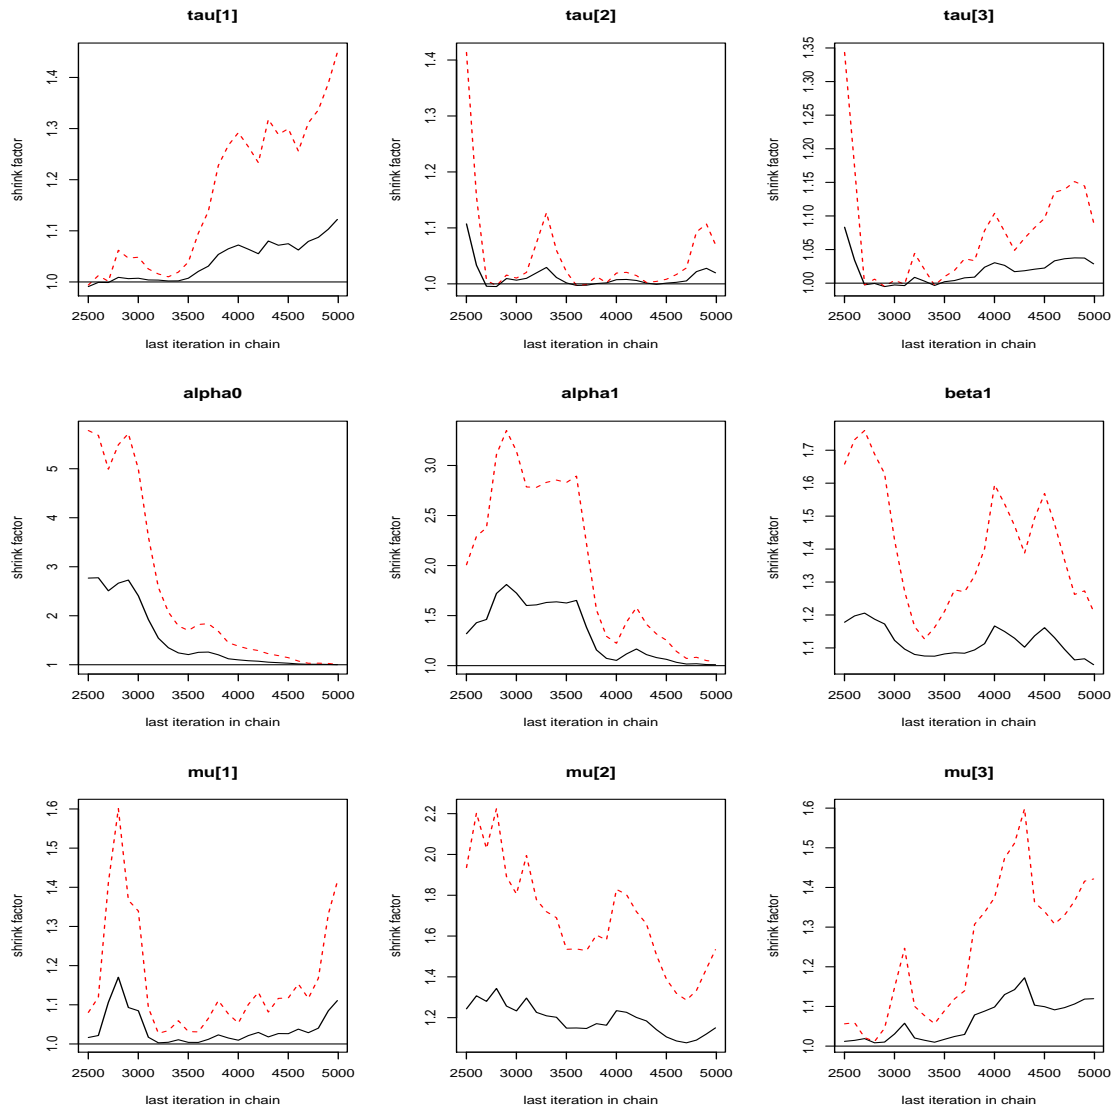 tau[1] tau[2] tau[3]
shrink factor
1.0 1.1 1.2 1.3 1.4
shrink factor
1.0 1.1 1.2 1.3 1.4
shrink factor
1.00 1.05 1.10 1.15 1.20 1.25 1.30 1.35
2500 3000 3500 4000 4500 5000
2500 3000 3500 4000 4500 5000
2500 3000 3500 4000 4500 5000
last iteration in chain
last iteration in chain
last iteration in chain
alpha0 alpha1 beta1
shrink factor
1 2 3 4 5
shrink factor
1.0 1.5 2.0 2.5 3.0
shrink factor
1.1 1.2 1.3 1.4 1.5 1.6 1.7
2500 3000 3500 4000 4500 5000
2500 3000 3500 4000 4500 5000
2500 3000 3500 4000 4500 5000
last iteration in chain
last iteration in chain
last iteration in chain
mu[1] mu[2] mu[3]
shrink factor
1.0 1.1 1.2 1.3 1.4 1.5 1.6
shrink factor
1.2 1.4 1.6 1.8 2.0 2.2
shrink factor
1.0 1.1 1.2 1.3 1.4 1.5 1.6
2500 3000 3500 4000 4500 5000
2500 3000 3500 4000 4500 5000
2500 3000 3500 4000 4500 5000
last iteration in chain
last iteration in chain
last iteration in chain